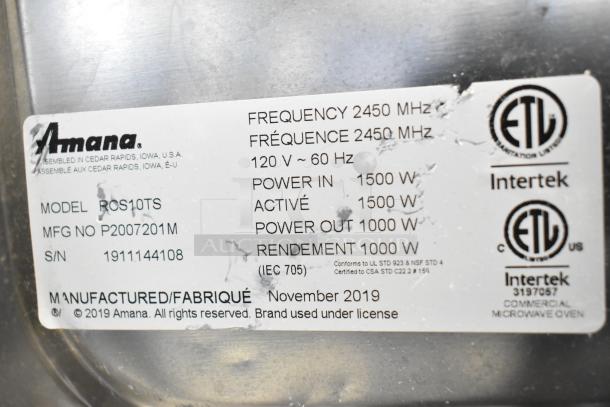 Amana®
ASSEMBLED IN CEDAR RAPIDS, IOWA, U.S.A.
ASSEMBLÉ AUX CEDAR RAPIDS, IOWA, É-U
MODEL RCS10TS
MFG NO P2007201M
S/N 1911144108
FREQUENCY 2450 MHz
FRÉQUENCE 2450 MHz
120 V ~ 60 Hz
POWER IN 1500 W
ACTIVÉ 1500 W
POWER OUT 1000 W
RENDEMENT 1000 W
(IEC 705)
Conforms to UL STD 923 & NSF STD 4
Certified to CSA STD C22.2 # 150
MANUFACTURED/FABRIQUÉ November 2019
© 2019 Amana. All rights reserved. Brand used under license
ETL
SANITATION LISTED
Intertek
C ETL US
LISTED
Intertek
3197057
COMMERCIAL
MICROWAVE OVEN